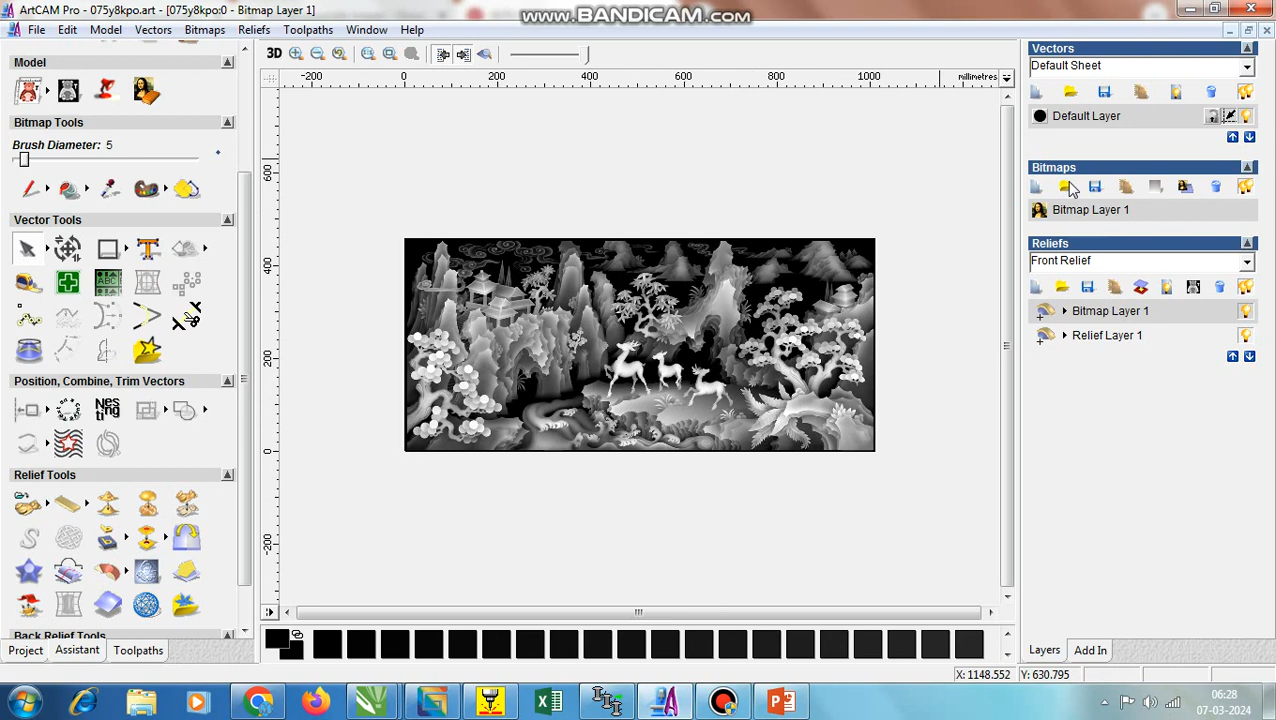 ArtCAM Pro - 075y8kpo.art - [075y8kpo:0 - Bitmap Layer 1]
www.BANDICAM.com
File Edit Model Vectors Bitmaps Reliefs Toolpaths Window Help
Model
Bitmap Tools
Brush Diameter: 5
Vector Tools
ABC
Nes
ting
Position, Combine, Trim Vectors
Relief Tools
Back Relief Tools
Project Assistant Toolpaths
3D
-200 0 200 400 600 800 1000 millimetres
600
400
200
0
-200
Vectors
Default Sheet
Default Layer
Bitmaps
Bitmap Layer 1
Reliefs
Front Relief
Bitmap Layer 1
Relief Layer 1
Layers Add In
X: 1148.552 Y: 630.795
06:28
07-03-2024